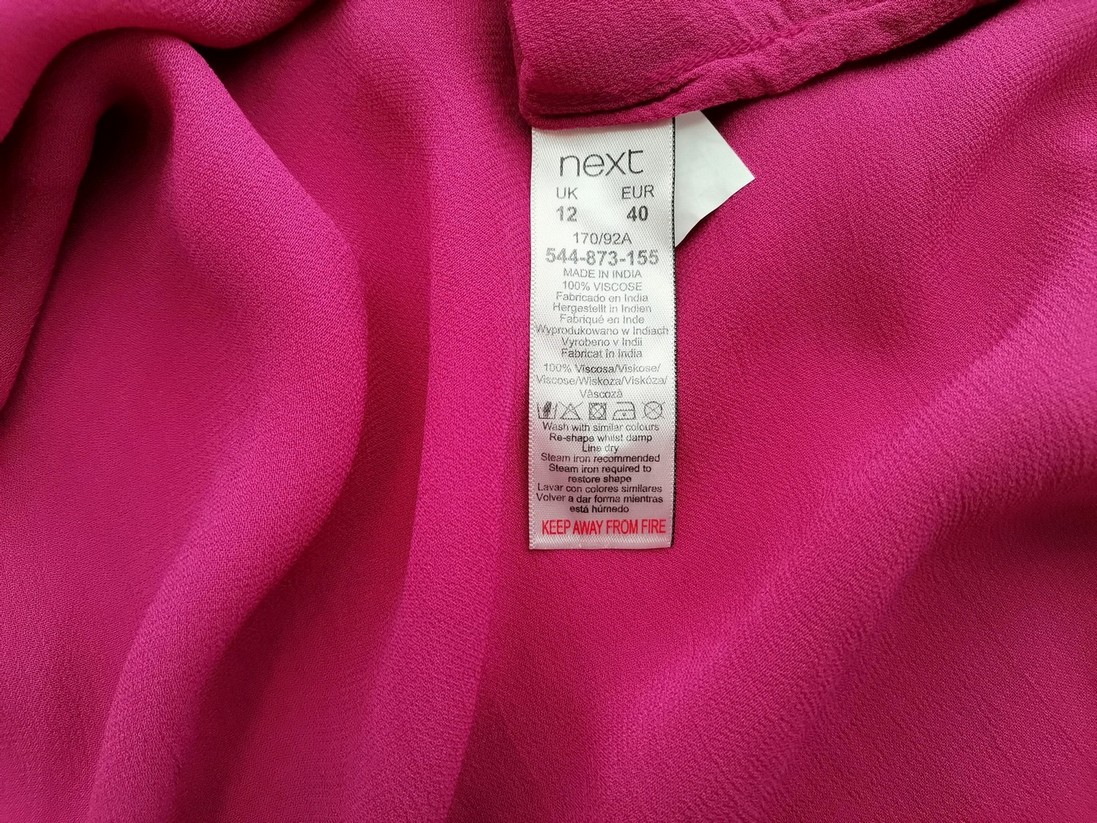 next
UK EUR
12 40
170/92A
544-873-155
MADE IN INDIA
100% VISCOSE
Fabricado en India
Hergestellt in Indien
Fabriqué en Inde
Wyprodukowano w Indiach
Vyrobeno v Indii
Fabricat în India
100% Viscosa/Viskose/
Viscose/Wiskoza/Viskóza/
Vâscoză
Wash with similar colours
Re-shape whilst damp
Line dry
Steam iron recommended
Steam iron required to
restore shape
Lavar con colores similares
Volver a dar forma mientras
está húmedo
KEEP AWAY FROM FIRE